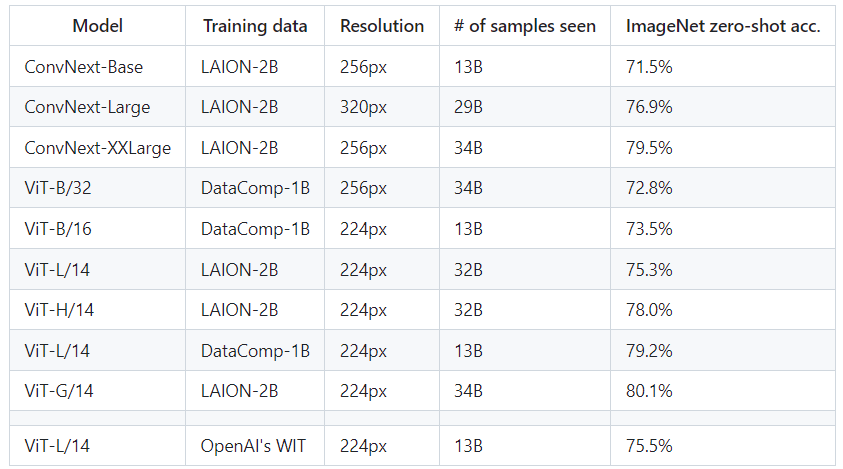 Model Training data Resolution # of samples seen ImageNet zero-shot acc.
ConvNext-Base LAION-2B 256px 13B 71.5%
ConvNext-Large LAION-2B 320px 29B 76.9%
ConvNext-XXLarge LAION-2B 256px 34B 79.5%
ViT-B/32 DataComp-1B 256px 34B 72.8%
ViT-B/16 DataComp-1B 224px 13B 73.5%
ViT-L/14 LAION-2B 224px 32B 75.3%
ViT-H/14 LAION-2B 224px 32B 78.0%
ViT-L/14 DataComp-1B 224px 13B 79.2%
ViT-G/14 LAION-2B 224px 34B 80.1%
ViT-L/14 OpenAI's WIT 224px 13B 75.5%